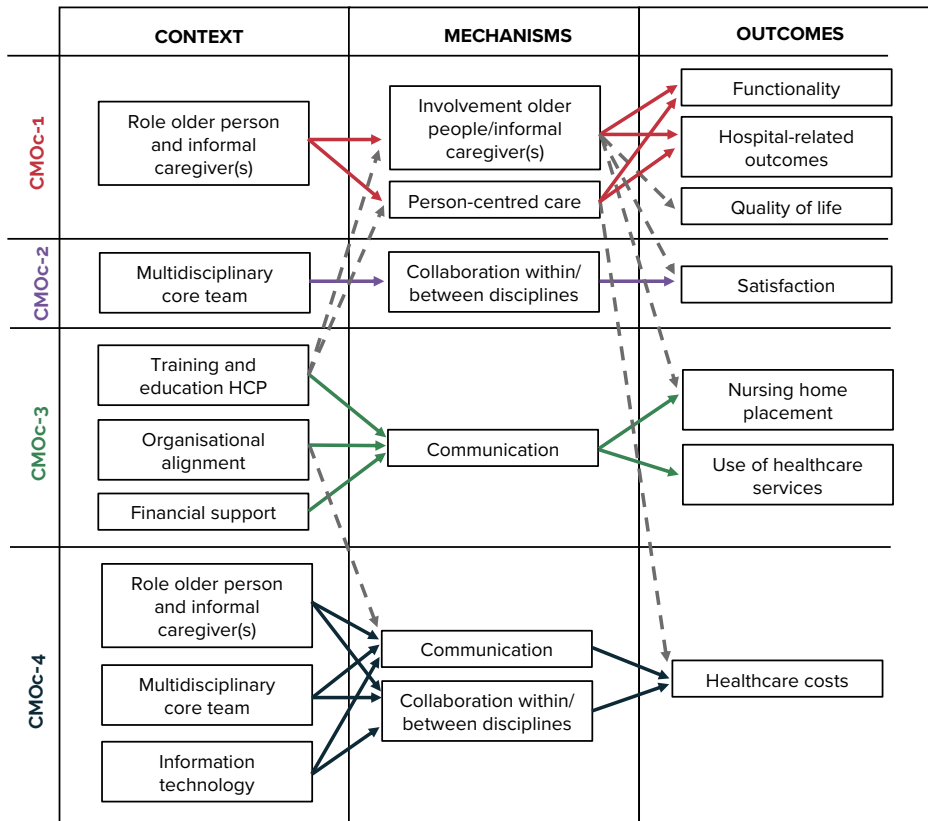 CONTEXT
MECHANISMS
OUTCOMES
CMOc-1
Role older person
and informal
caregiver(s)
Involvement older
people/informal
caregiver(s)
Person-centred care
Functionality
Hospital-related
outcomes
Quality of life
CMOc-2
Multidisciplinary
core team
Collaboration within/
between disciplines
Satisfaction
CMOc-3
Training and
education HCP
Organisational
alignment
Financial support
Communication
Nursing home
placement
Use of healthcare
services
CMOc-4
Role older person
and informal
caregiver(s)
Multidisciplinary
core team
Information
technology
Communication
Collaboration within/
between disciplines
Healthcare costs